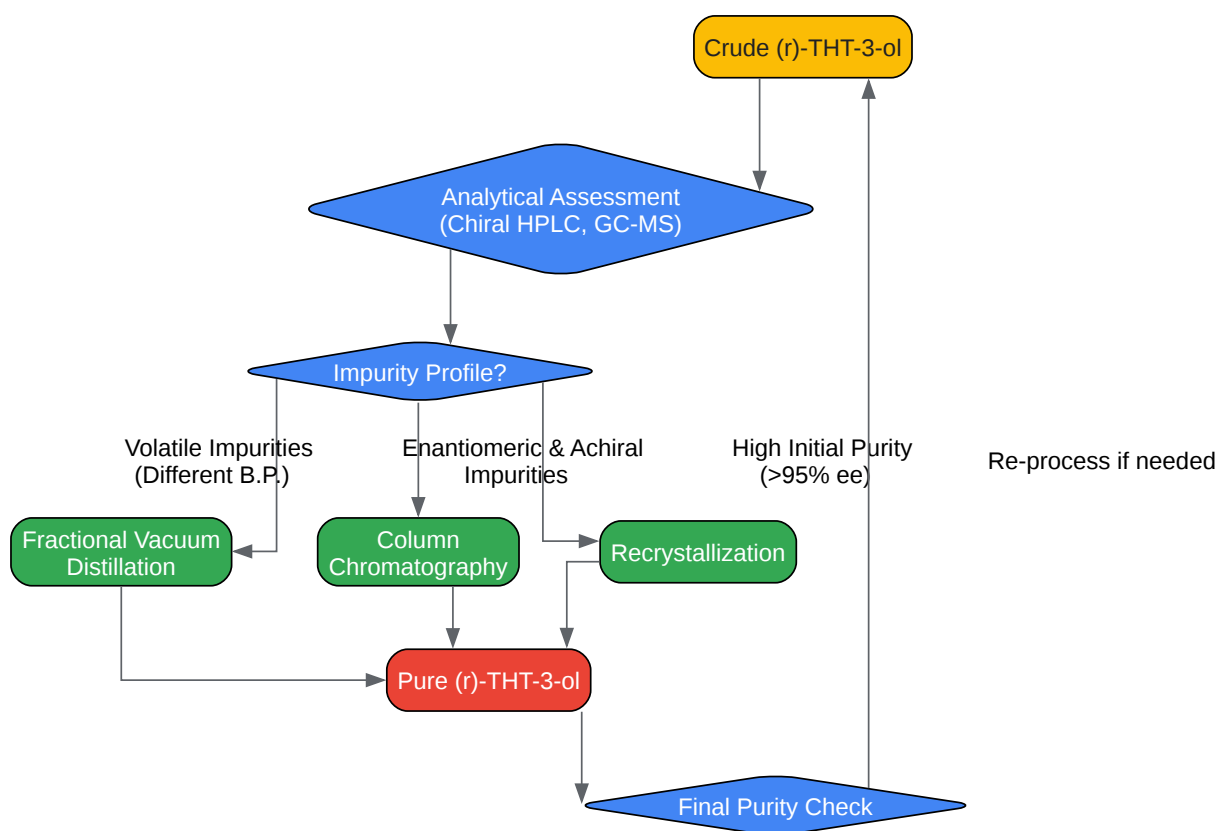 Crude (r)-THT-3-ol
Analytical Assessment
(Chiral HPLC, GC-MS)
Impurity Profile?
Volatile Impurities
(Different B.P.)
Enantiomeric & Achiral
Impurities
High Initial Purity
(>95% ee)
Re-process if needed
Fractional Vacuum
Distillation
Column
Chromatography
Recrystallization
Pure (r)-THT-3-ol
Final Purity Check